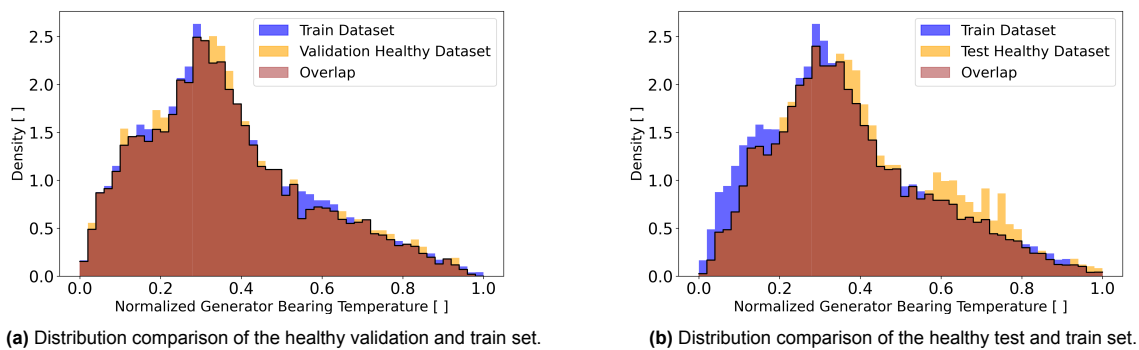 Train Dataset
Validation Healthy Dataset
Overlap
2.5
2.0
1.5
1.0
0.5
0.0
Density [ ]
0.0 0.2 0.4 0.6 0.8 1.0
Normalized Generator Bearing Temperature [ ]
(a) Distribution comparison of the healthy validation and train set.
Train Dataset
Test Healthy Dataset
Overlap
2.5
2.0
1.5
1.0
0.5
0.0
Density [ ]
0.0 0.2 0.4 0.6 0.8 1.0
Normalized Generator Bearing Temperature [ ]
(b) Distribution comparison of the healthy test and train set.